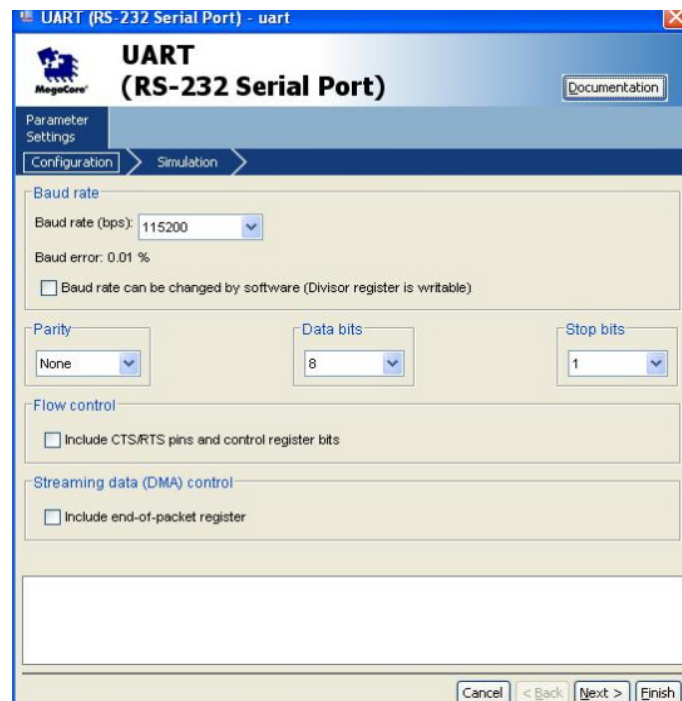 UART (RS-232 Serial Port) - uart
MegaCore®
UART
(RS-232 Serial Port)
Documentation
Parameter
Settings
Configuration
Simulation
Baud rate
Baud rate (bps): 115200
Baud error: 0.01 %
Baud rate can be changed by software (Divisor register is writable)
Parity
None
Data bits
8
Stop bits
1
Flow control
Include CTS/RTS pins and control register bits
Streaming data (DMA) control
Include end-of-packet register
Cancel < Back Next > Finish